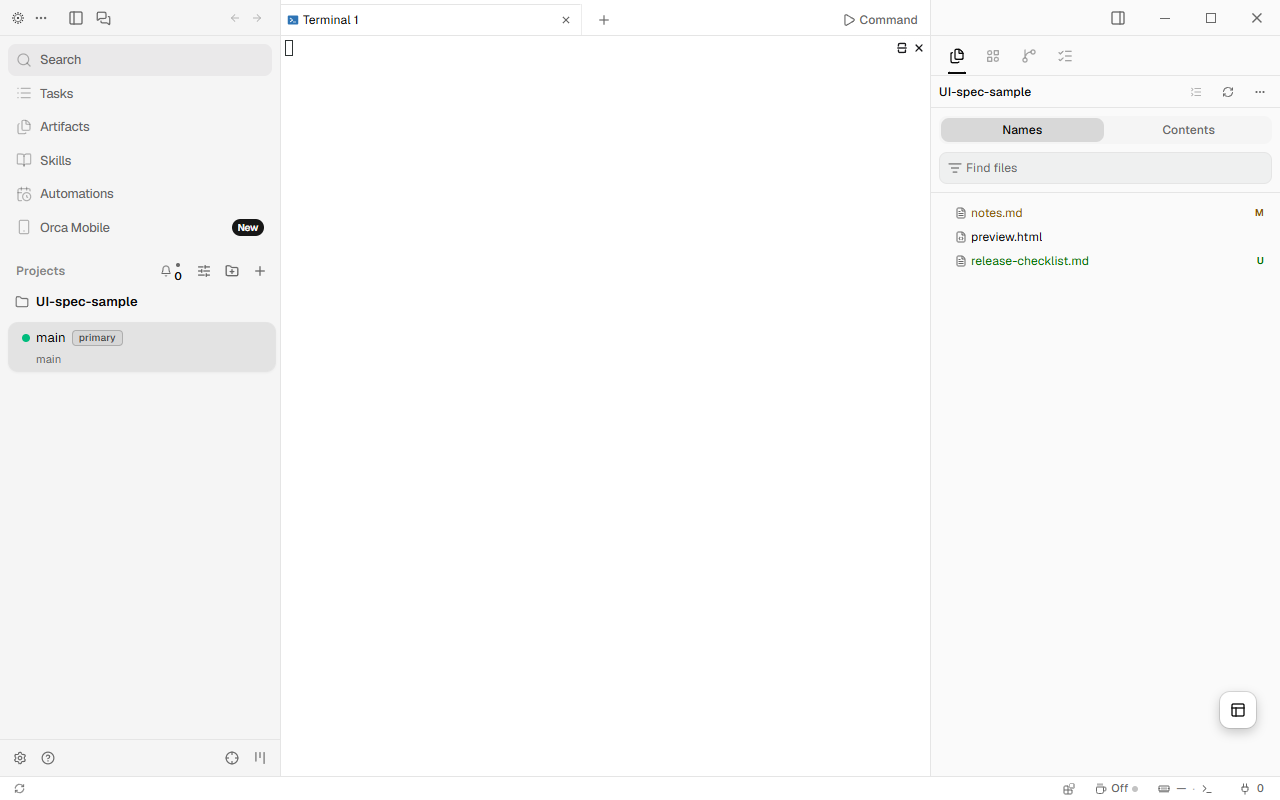 Terminal 1
Command
Search
Tasks
Artifacts
Skills
Automations
Orca Mobile
New
Projects
0
UI-spec-sample
main
primary
main
UI-spec-sample
Names
Contents
Find files
notes.md
M
preview.html
release-checklist.md
U
Off
0